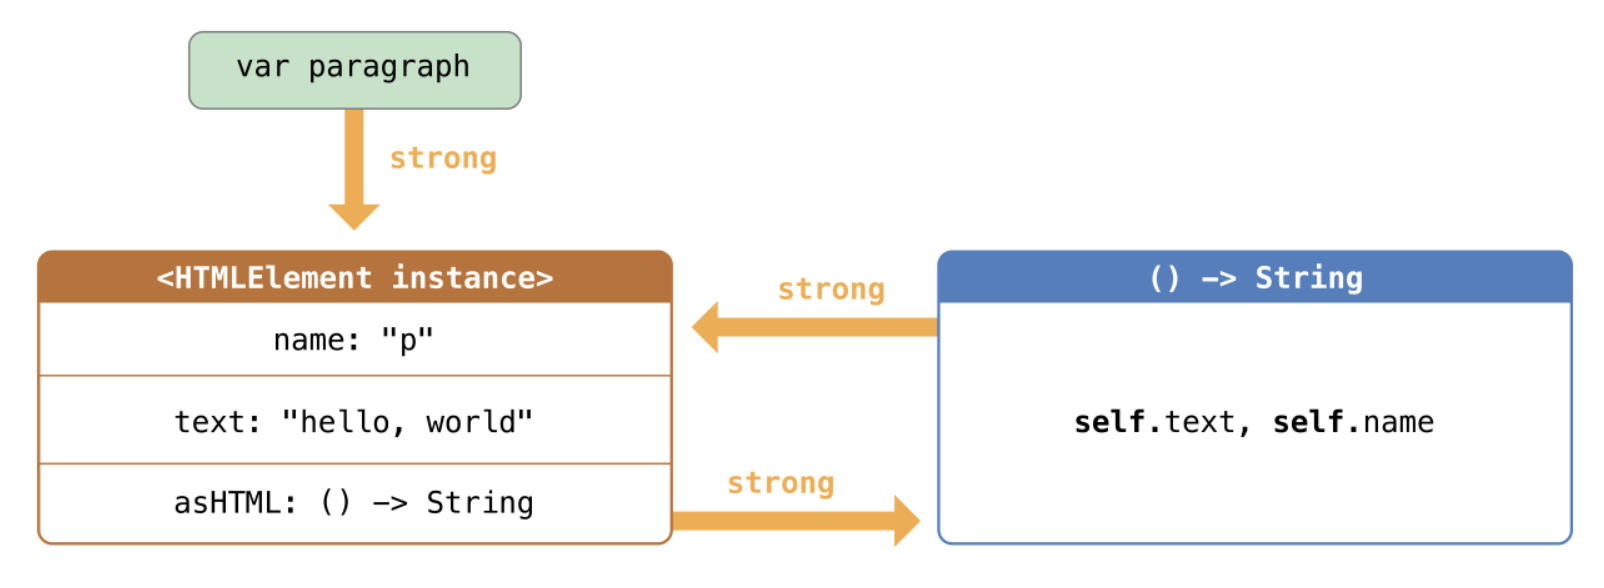 var paragraph
strong
<HTMLElement instance>
name: "p"
text: "hello, world"
asHTML: () -> String
strong
strong
() -> String
self.text, self.name